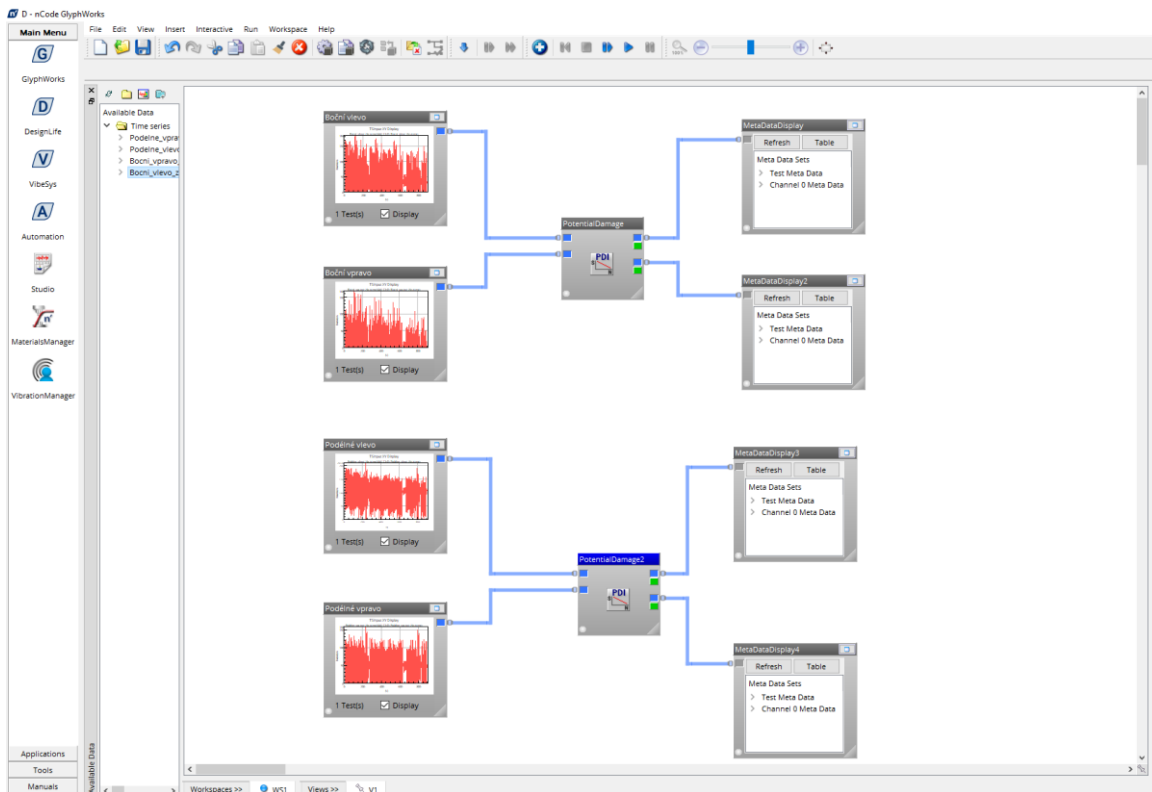 D - nCode GlyphWorks
Main Menu
File Edit View Insert Interactive Run Workspace Help
GlyphWorks
DesignLife
VibeSys
Automation
Studio
MaterialsManager
VibrationManager
Applications
Tools
Manuals
Available Data
Available Data
Time series
Podelne_vpra
Podelne_vlevo
Bocni_vpravo_
Bocni_vlevo_z
Boční vlevo
1 Test(s) Display
Boční vpravo
1 Test(s) Display
PotentialDamage
PDI
MetaDataDisplay
Refresh Table
Meta Data Sets
Test Meta Data
Channel 0 Meta Data
MetaDataDisplay2
Refresh Table
Meta Data Sets
Test Meta Data
Channel 0 Meta Data
Podélné vlevo
1 Test(s) Display
Podélné vpravo
1 Test(s) Display
PotentialDamage2
PDI
MetaDataDisplay3
Refresh Table
Meta Data Sets
Test Meta Data
Channel 0 Meta Data
MetaDataDisplay4
Refresh Table
Meta Data Sets
Test Meta Data
Channel 0 Meta Data
Workspaces >> WS1 Views >> V1